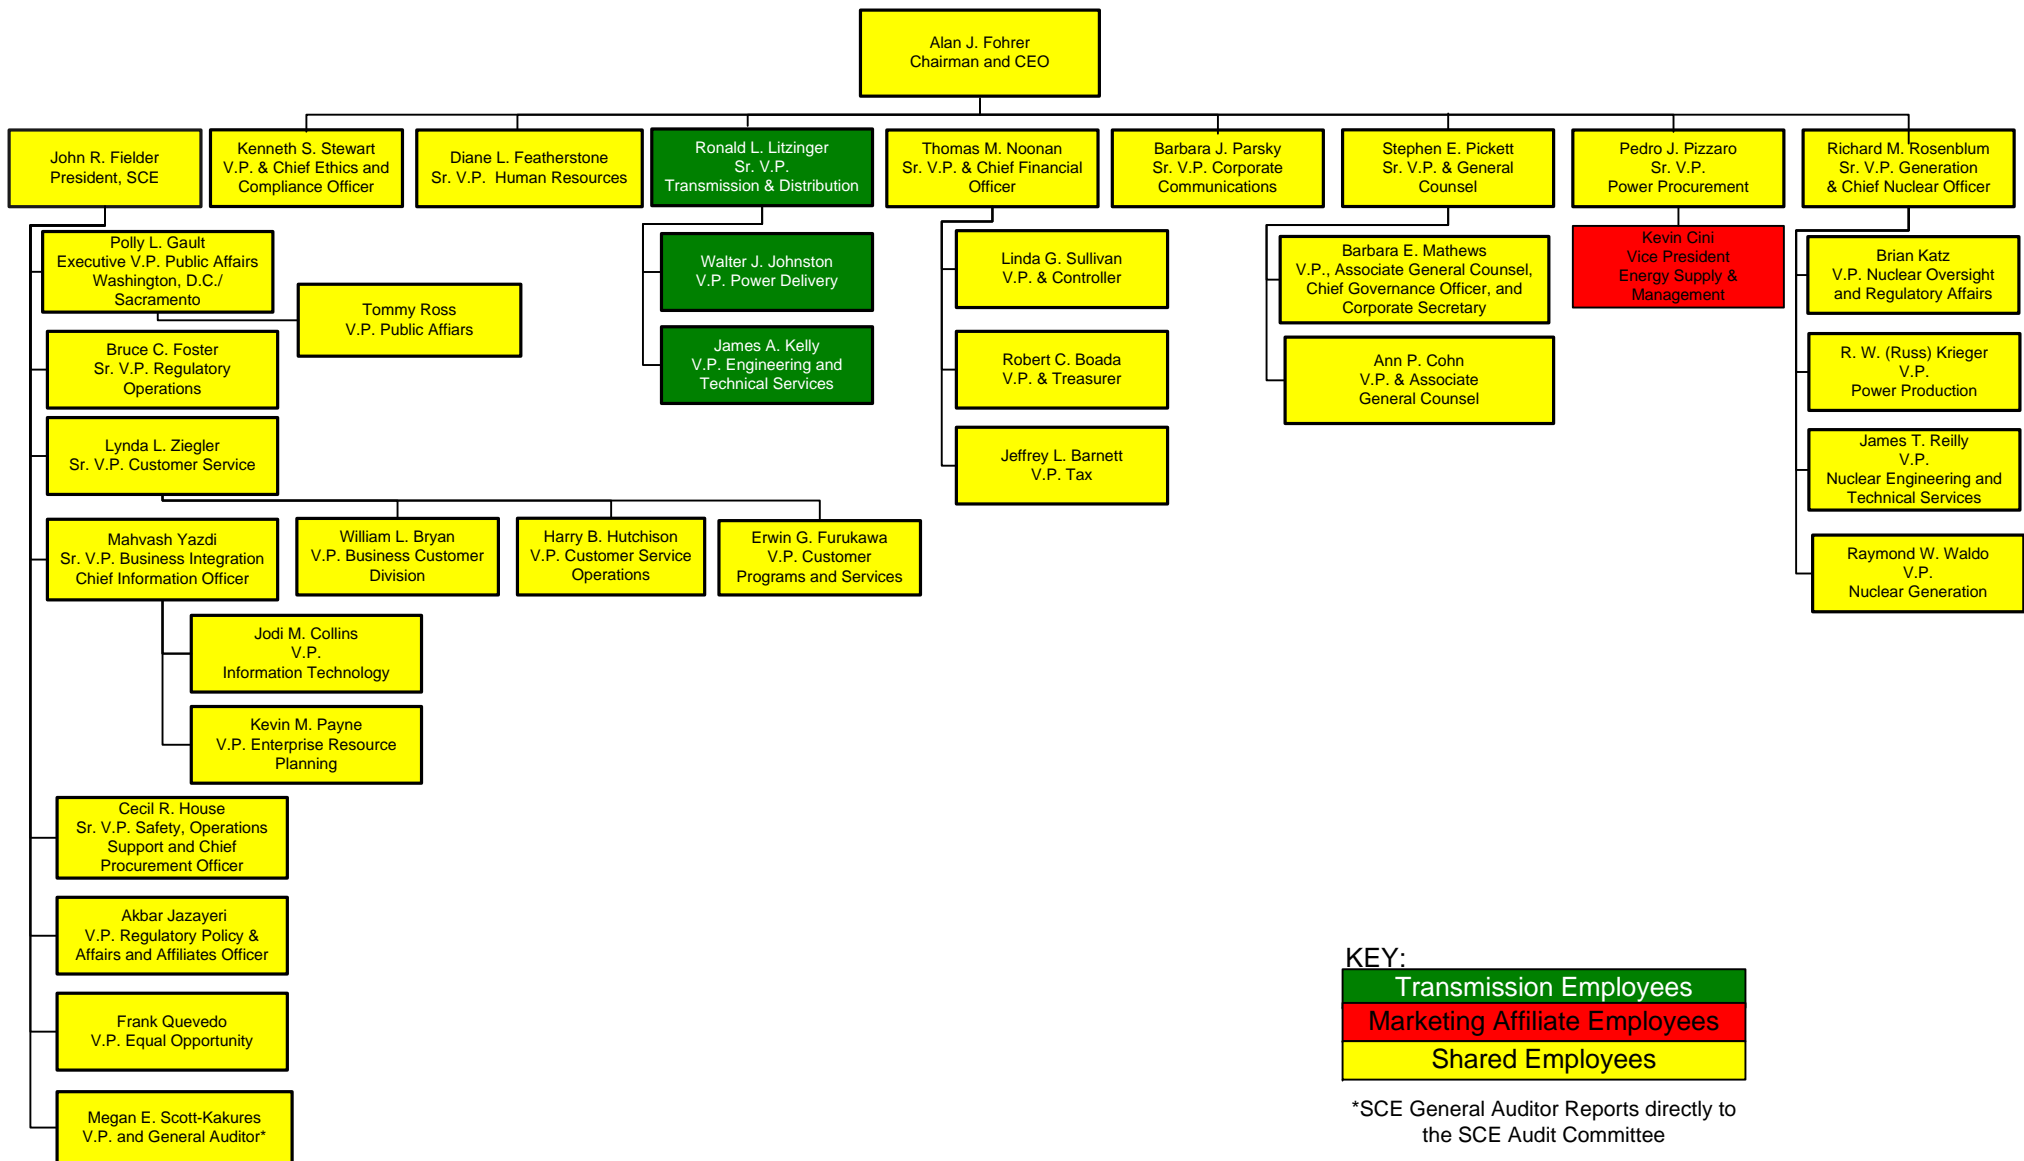 Alan J. Fohrer
Chairman and CEO
John R. Fielder
President, SCE
Kenneth S. Stewart
V.P. & Chief Ethics and
Compliance Officer
Diane L. Featherstone
Sr. V.P.  Human Resources
Ronald L. Litzinger
Sr. V.P.
Transmission & Distribution
Thomas M. Noonan
Sr. V.P. & Chief Financial
Officer
Barbara J. Parsky
Sr. V.P. Corporate
Communications
Stephen E. Pickett
Sr. V.P. & General
Counsel
Pedro J. Pizzaro
Sr. V.P.
Power Procurement
Richard M. Rosenblum
Sr. V.P. Generation
& Chief Nuclear Officer
Polly L. Gault
Executive V.P. Public Affairs
Washington, D.C./
Sacramento
Tommy Ross
V.P. Public Affiars
Bruce C. Foster
Sr. V.P. Regulatory
Operations
Lynda L. Ziegler
Sr. V.P. Customer Service
William L. Bryan
V.P. Business Customer
Division
Harry B. Hutchison
V.P. Customer Service
Operations
Erwin G. Furukawa
V.P. Customer
Programs and Services
Mahvash Yazdi
Sr. V.P. Business Integration
Chief Information Officer
Jodi M. Collins
V.P.
Information Technology
Kevin M. Payne
V.P. Enterprise Resource
Planning
Cecil R. House
Sr. V.P. Safety, Operations
Support and Chief
Procurement Officer
Akbar Jazayeri
V.P. Regulatory Policy &
Affairs and Affiliates Officer
Frank Quevedo
V.P. Equal Opportunity
Megan E. Scott-Kakures
V.P. and General Auditor*
Walter J. Johnston
V.P. Power Delivery
James A. Kelly
V.P. Engineering and
Technical Services
Linda G. Sullivan
V.P. & Controller
Robert C. Boada
V.P. & Treasurer
Jeffrey L. Barnett
V.P. Tax
Barbara E. Mathews
V.P., Associate General Counsel,
Chief Governance Officer, and
Corporate Secretary
Ann P. Cohn
V.P. & Associate
General Counsel
Kevin Cini
Vice President
Energy Supply &
Management
Brian Katz
V.P. Nuclear Oversight
and Regulatory Affairs
R. W. (Russ) Krieger
V.P.
Power Production
James T. Reilly
V.P.
Nuclear Engineering and
Technical Services
Raymond W. Waldo
V.P.
Nuclear Generation
KEY:
Transmission Employees
Marketing Affiliate Employees
Shared Employees
*SCE General Auditor Reports directly to
the SCE Audit Committee